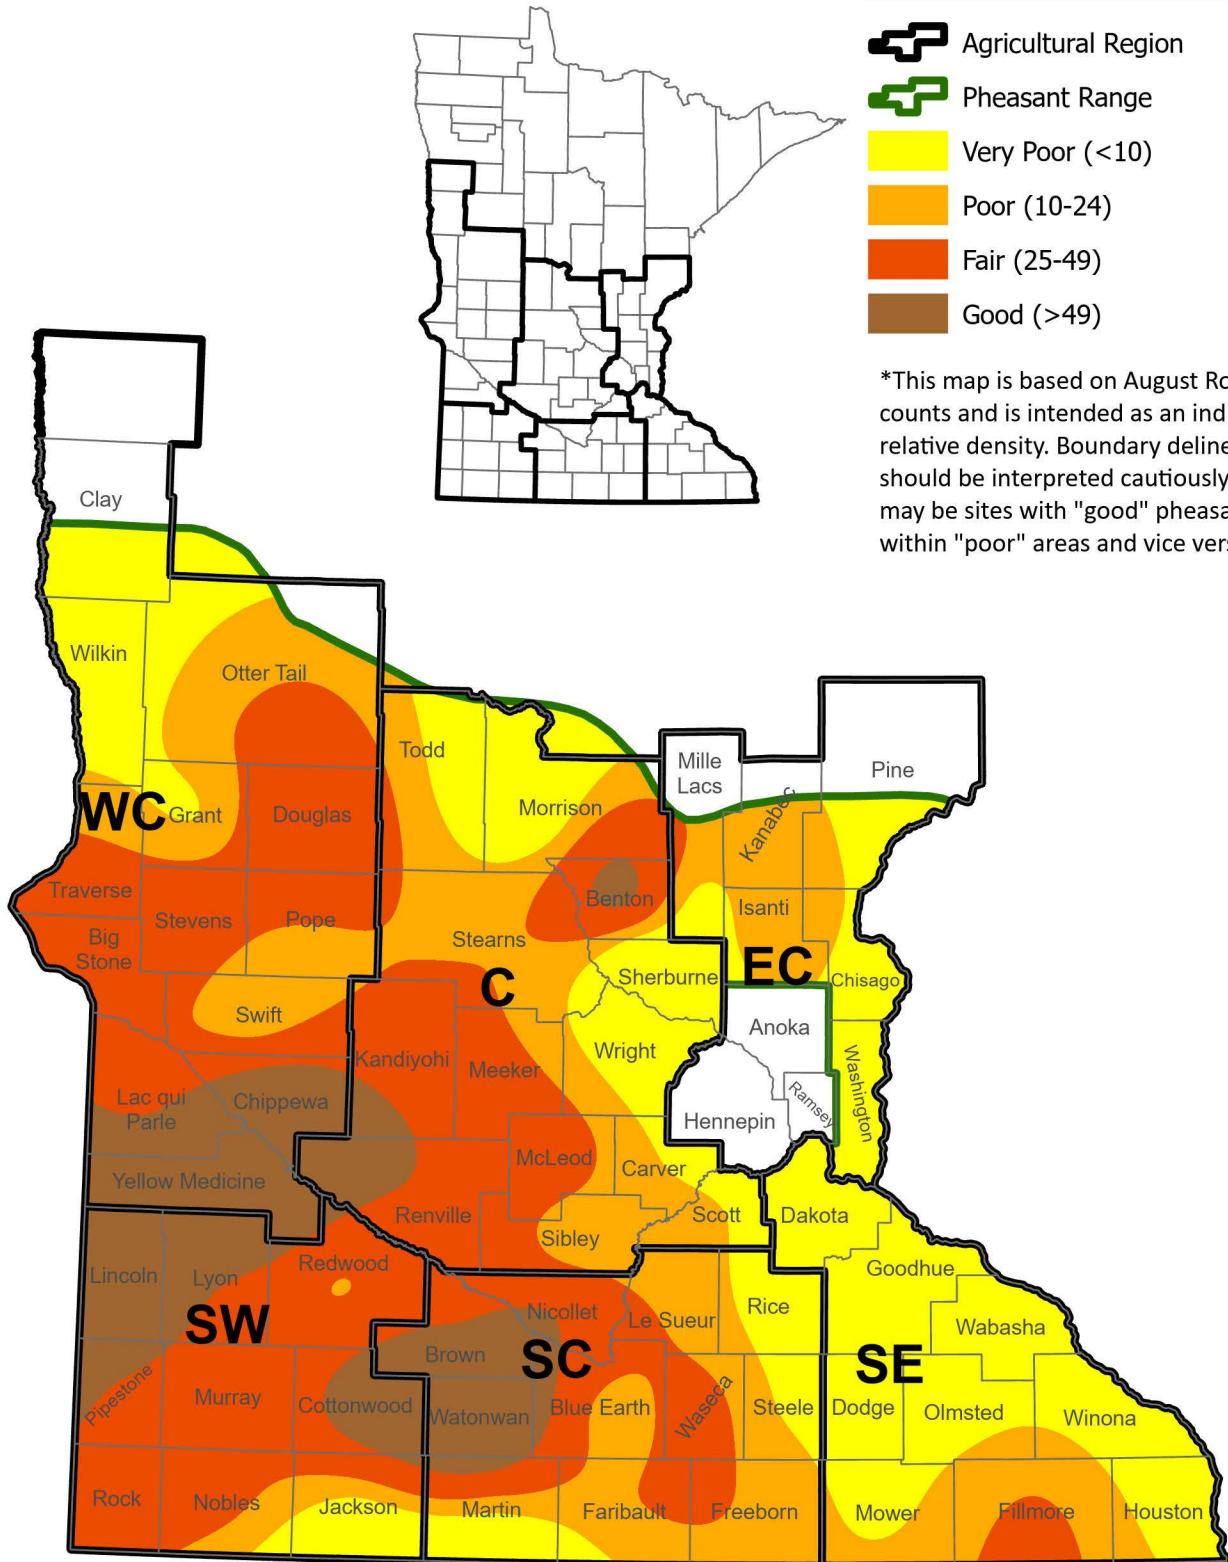 Agricultural Region
Pheasant Range
Very Poor (<10)
Poor (10-24)
Fair (25-49)
Good (>49)
*This map is based on August Ro
counts and is intended as an ind
relative density. Boundary deline
should be interpreted cautiously
may be sites with "good" pheasa
within "poor" areas and vice vers
Clay
Wilkin
Otter Tail
Todd
Mille
Lacs
Pine
WC
Grant
Douglas
Morrison
Kanabec
Traverse
Stevens
Pope
Benton
Isanti
Big
Stone
Stearns
C
Sherburne
EC
Chisago
Swift
Anoka
Kandiyohi
Meeker
Wright
Washington
Lac qui
Parle
Chippewa
Ramsey
Hennepin
Yellow Medicine
McLeod
Carver
Renville
Sibley
Scott
Dakota
Lincoln
Lyon
Redwood
Goodhue
SW
Nicollet
Le Sueur
Rice
Wabasha
Brown
SC
SE
Pipestone
Murray
Cottonwood
Watonwan
Blue Earth
Waseca
Steele
Dodge
Olmsted
Winona
Rock
Nobles
Jackson
Martin
Faribault
Freeborn
Mower
Fillmore
Houston